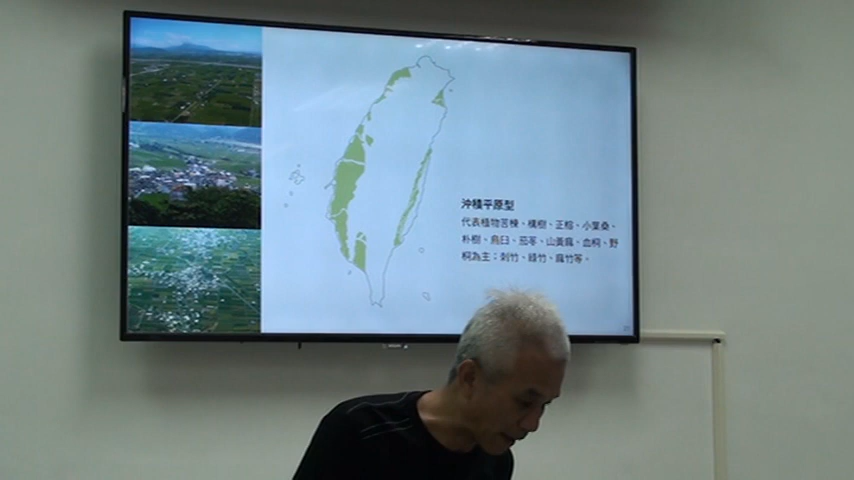 沖積平原型
代表植物苦楝、櫸樹、正榕、小葉桑、
朴樹、烏臼、茄苳、山黃麻、血桐、野
桐為主；刺竹、綠竹、麻竹等。